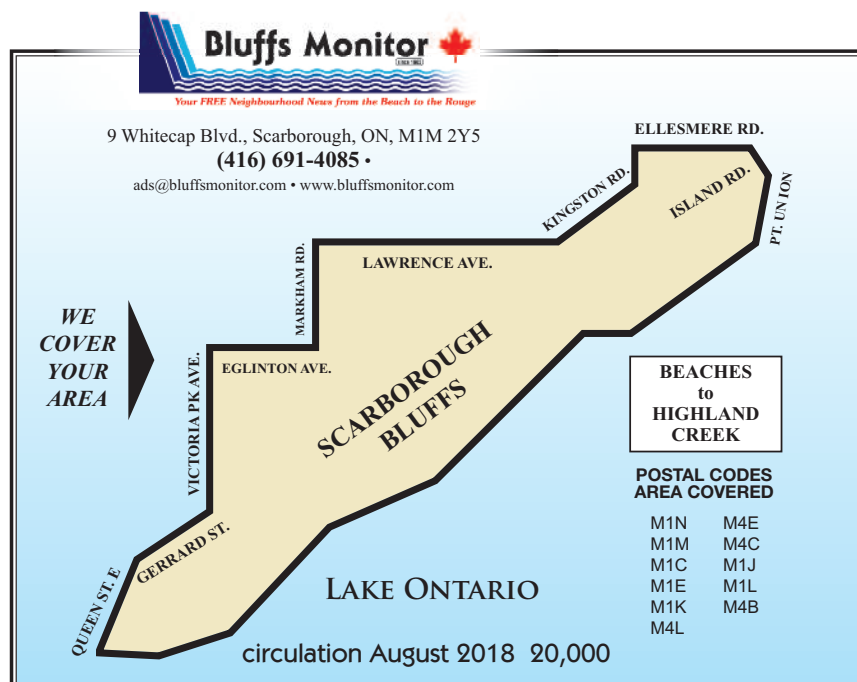 Bluffs Monitor
SINCE 1983
Your FREE Neighbourhood News from the Beach to the Rouge
9 Whitecap Blvd., Scarborough, ON, M1M 2Y5
(416) 691-4085 •
ads@bluffsmonitor.com • www.bluffsmonitor.com
ELLESMERE RD.
KINGSTON RD.
ISLAND RD.
PT. UNION
MARKHAM RD.
LAWRENCE AVE.
WE
COVER
YOUR
AREA
VICTORIA PK AVE.
EGLINTON AVE.
SCARBOROUGH
BLUFFS
BEACHES
to
HIGHLAND
CREEK
POSTAL CODES
AREA COVERED
M1N M4E
M1M M4C
M1C M1J
M1E M1L
M1K M4B
M4L
GERRARD ST.
QUEEN ST. E
LAKE ONTARIO
circulation August 2018 20,000